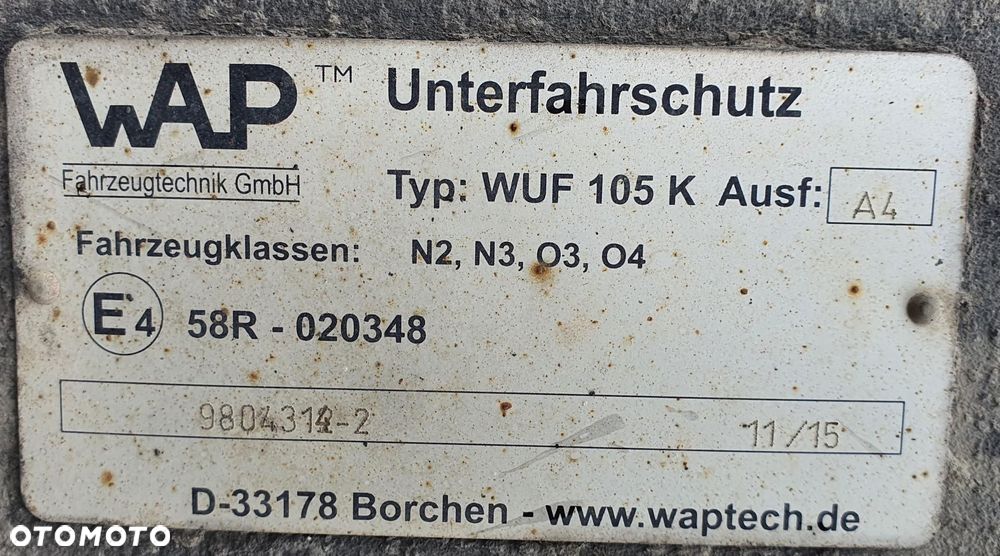 WAP™ Unterfahrschutz
Fahrzeugtechnik GmbH
Typ: WUF 105 K Ausf: A4
Fahrzeugklassen: N2, N3, O3, O4
E4 58R - 020348
11/15
D-33178 Borchen - www.waptech.de
OTOMOTO